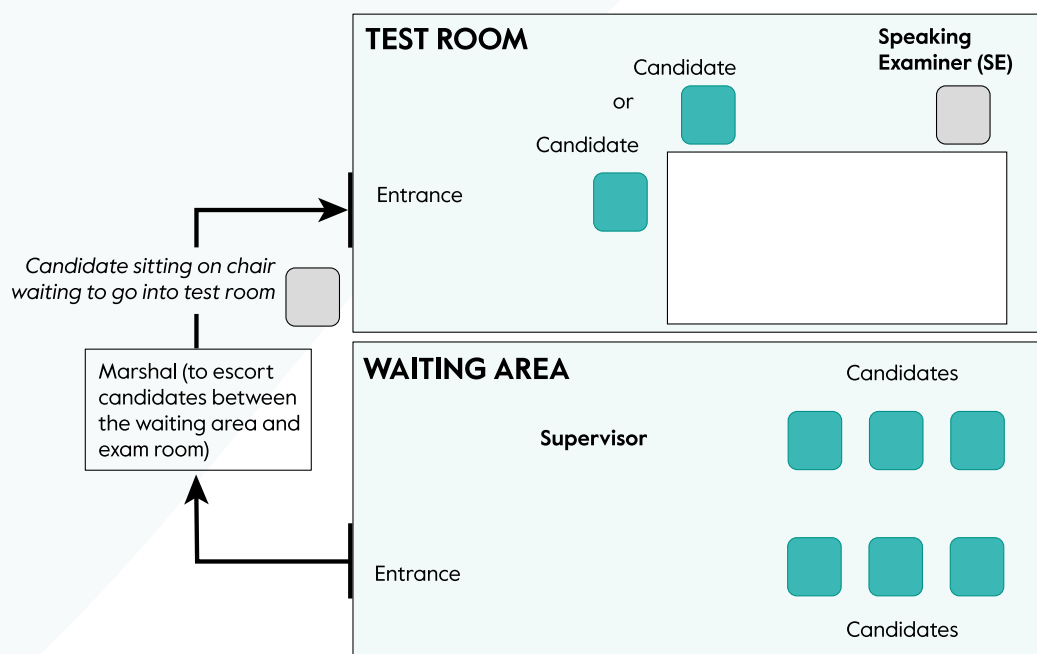 TEST ROOM
Speaking
Examiner (SE)
Candidate
or
Candidate
Entrance
Candidate sitting on chair
waiting to go into test room
Marshal (to escort
candidates between
the waiting area and
exam room)
WAITING AREA
Candidates
Supervisor
Entrance
Candidates